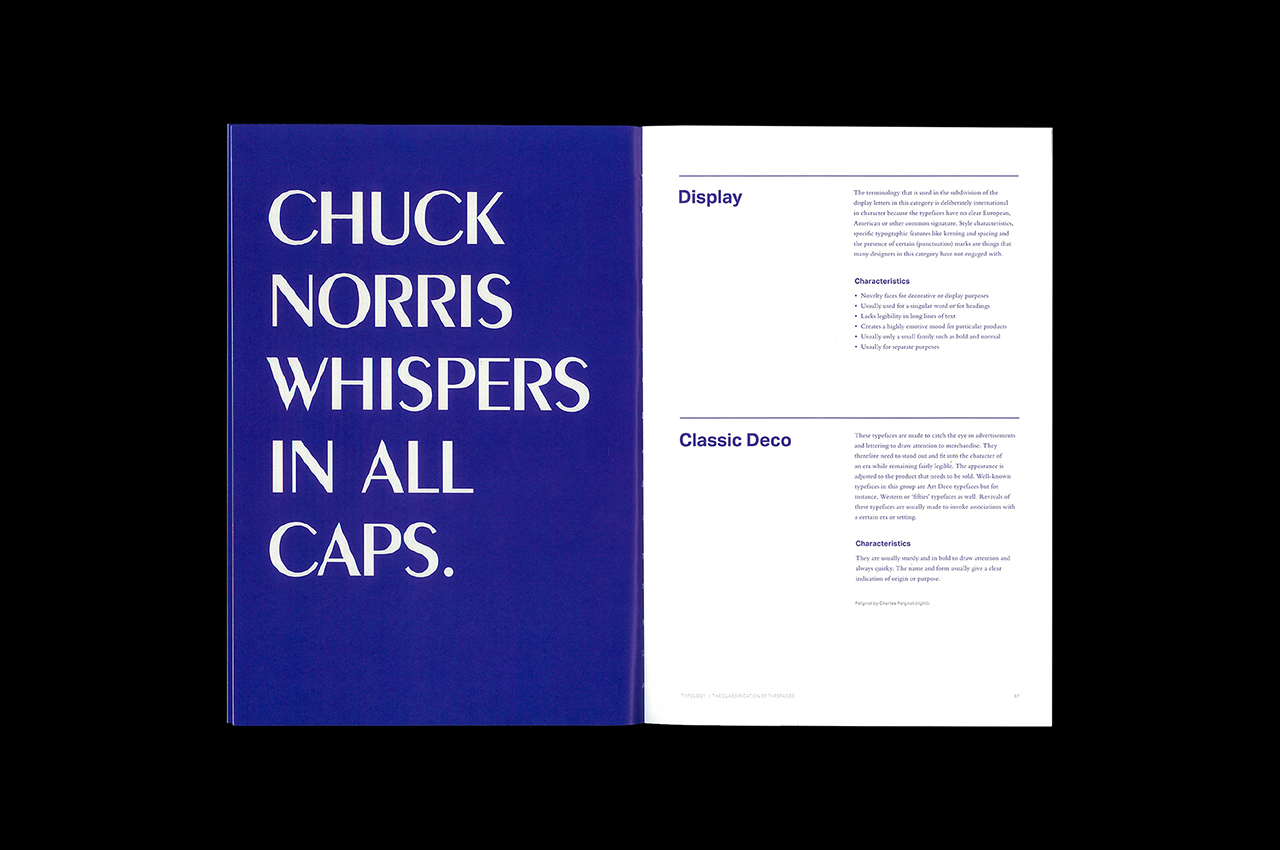 CHUCK
NORRIS
WHISPERS
IN ALL
CAPS.
Display
The terminology that is used in the subdivision of the
display letters in this category is deliberately international
in character because the typefaces have no clear European,
American or other common signature. Style characteristics,
specific typographic features like kerning and spacing and
the presence of certain (punctuation) marks are things that
many designers in this category have not engaged with.
Characteristics
• Novelty faces for decorative or display purposes
• Usually used for a singular word or for headings
• Lacks legibility in long lines of text
• Creates a highly emotive mood for particular products
• Usually only a small family such as bold and normal
• Usually for separate purposes
Classic Deco
These typefaces are made to catch the eye in advertisements
and lettering to draw attention to merchandise. They
therefore need to stand out and fit into the character of
an era while remaining fairly legible. The appearance is
adjusted to the product that needs to be sold. Well-known
typefaces in this group are Art Deco typefaces but for
instance, Western or ‘fifties’ typefaces as well. Revivals of
these typefaces are usually made to invoke associations with
a certain era or setting.
Characteristics
They are usually sturdy and in bold to draw attention and
always quirky. The name and form usually give a clear
indication of origin or purpose.
Peignot by Charles Peignot (right).
TYPOLOGY / THE CLASSIFICATION OF TYPEFACES
67